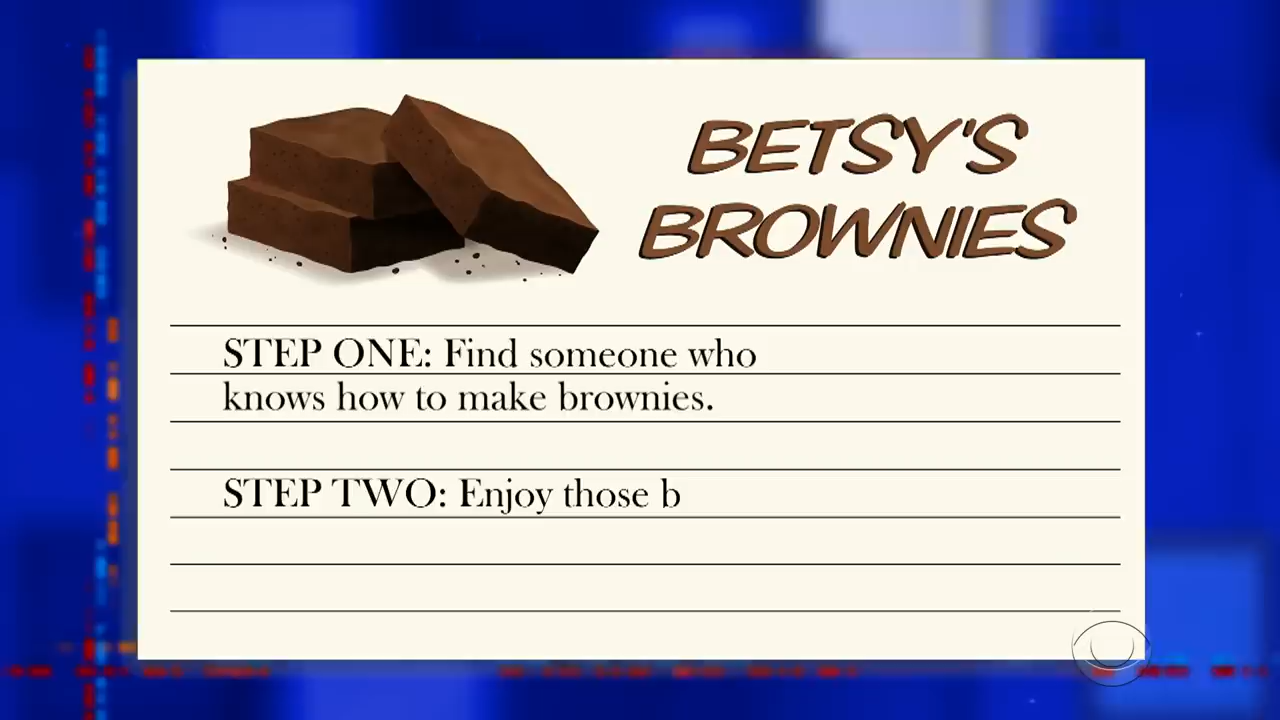 BETSY'S
BROWNIES
STEP ONE: Find someone who
knows how to make brownies.
STEP TWO: Enjoy those b